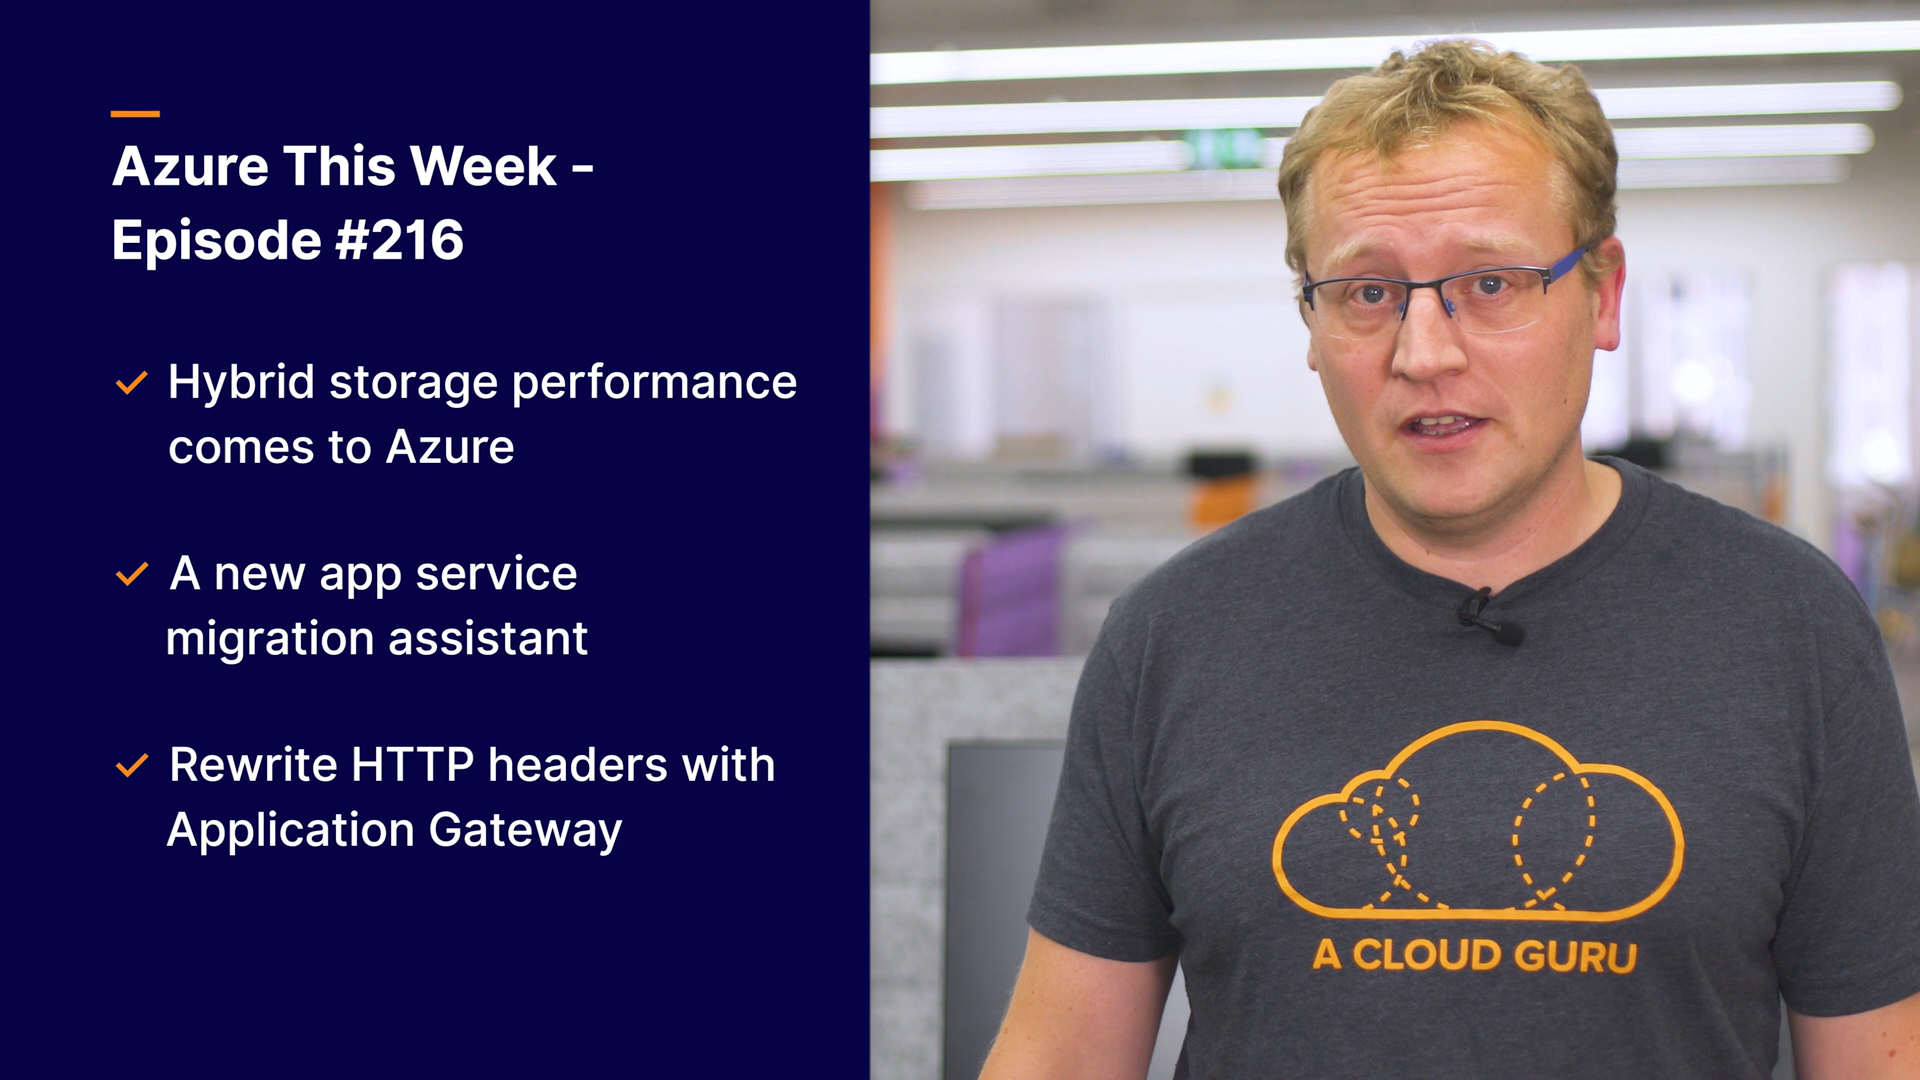 Azure This Week -
Episode #216
Hybrid storage performance
comes to Azure
A new app service
migration assistant
Rewrite HTTP headers with
Application Gateway
A CLOUD GURU